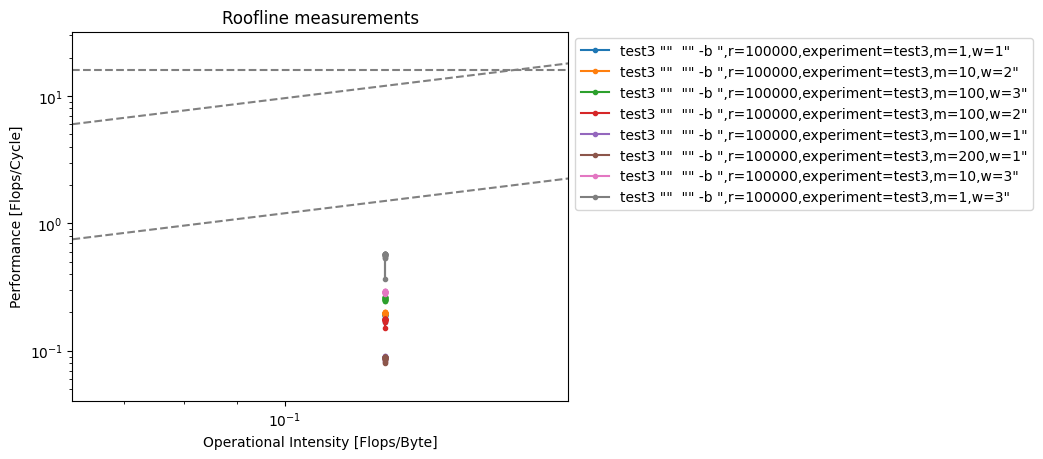 Roofline measurements
Performance [Flops/Cycle]
10¹
10⁰
10⁻¹
10⁻¹
Operational Intensity [Flops/Byte]
test3 ""  "" -b ",r=100000,experiment=test3,m=1,w=1"
test3 ""  "" -b ",r=100000,experiment=test3,m=10,w=2"
test3 ""  "" -b ",r=100000,experiment=test3,m=100,w=3"
test3 ""  "" -b ",r=100000,experiment=test3,m=100,w=2"
test3 ""  "" -b ",r=100000,experiment=test3,m=100,w=1"
test3 ""  "" -b ",r=100000,experiment=test3,m=200,w=1"
test3 ""  "" -b ",r=100000,experiment=test3,m=10,w=3"
test3 ""  "" -b ",r=100000,experiment=test3,m=1,w=3"